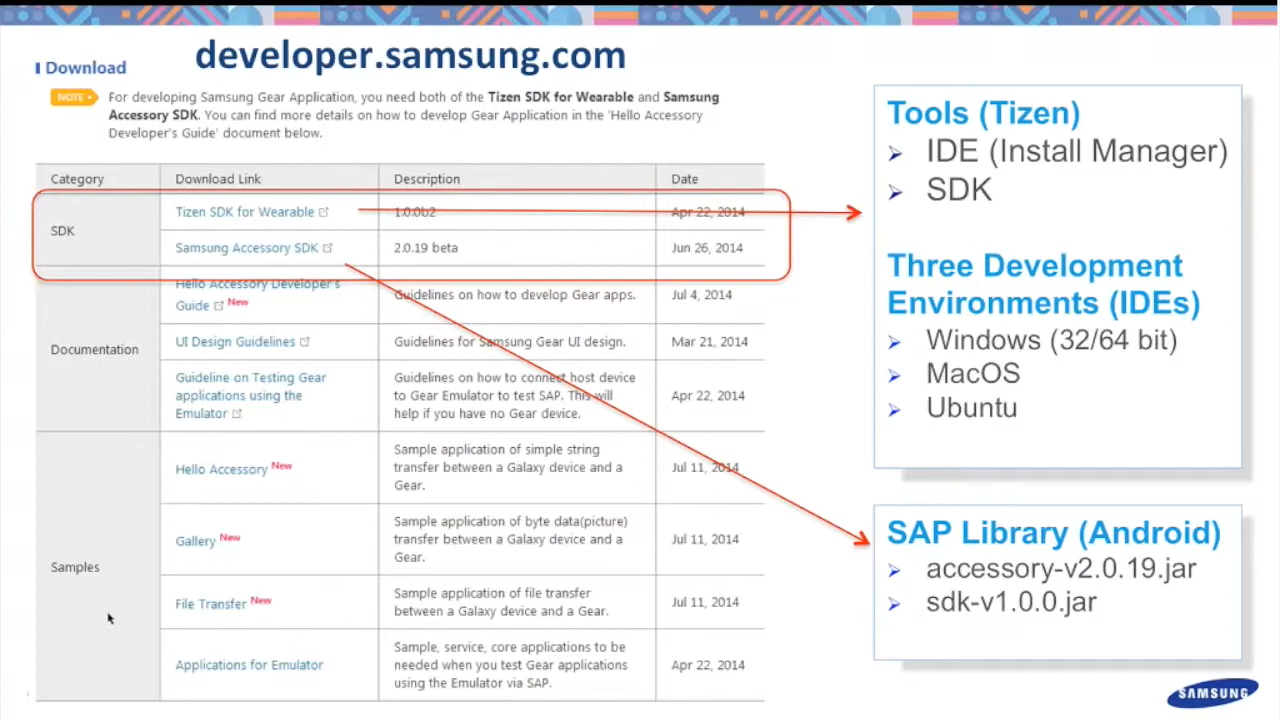 developer.samsung.com
Download
NOTE
For developing Samsung Gear Application, you need both of the Tizen SDK for Wearable and Samsung
Accessory SDK. You can find more details on how to develop Gear Application in the 'Hello Accessory
Developer's Guide' document below.
Category Download Link Description Date
SDK
Tizen SDK for Wearable 1.0.0b2 Apr 22, 2014
Samsung Accessory SDK 2.0.19 beta Jun 26, 2014
Documentation
Hello Accessory Developer's
Guide New
Guidelines on how to develop Gear apps. Jul 4, 2014
UI Design Guidelines Guidelines for Samsung Gear UI design. Mar 21, 2014
Guideline on Testing Gear
applications using the
Emulator
Guidelines on how to connect host device
to Gear Emulator to test SAP. This will
help if you have no Gear device.
Apr 22, 2014
Samples
Hello Accessory New
Sample application of simple string
transfer between a Galaxy device and a
Gear.
Jul 11, 2014
Gallery New
Sample application of byte data(picture)
transfer between a Galaxy device and a
Gear.
Jul 11, 2014
File Transfer New
Sample application of file transfer
between a Galaxy device and a Gear.
Jul 11, 2014
Applications for Emulator
Sample, service, core applications to be
needed when you test Gear applications
using the Emulator via SAP.
Apr 22, 2014
Tools (Tizen)
IDE (Install Manager)
SDK
Three Development
Environments (IDEs)
Windows (32/64 bit)
MacOS
Ubuntu
SAP Library (Android)
accessory-v2.0.19.jar
sdk-v1.0.0.jar
SAMSUNG